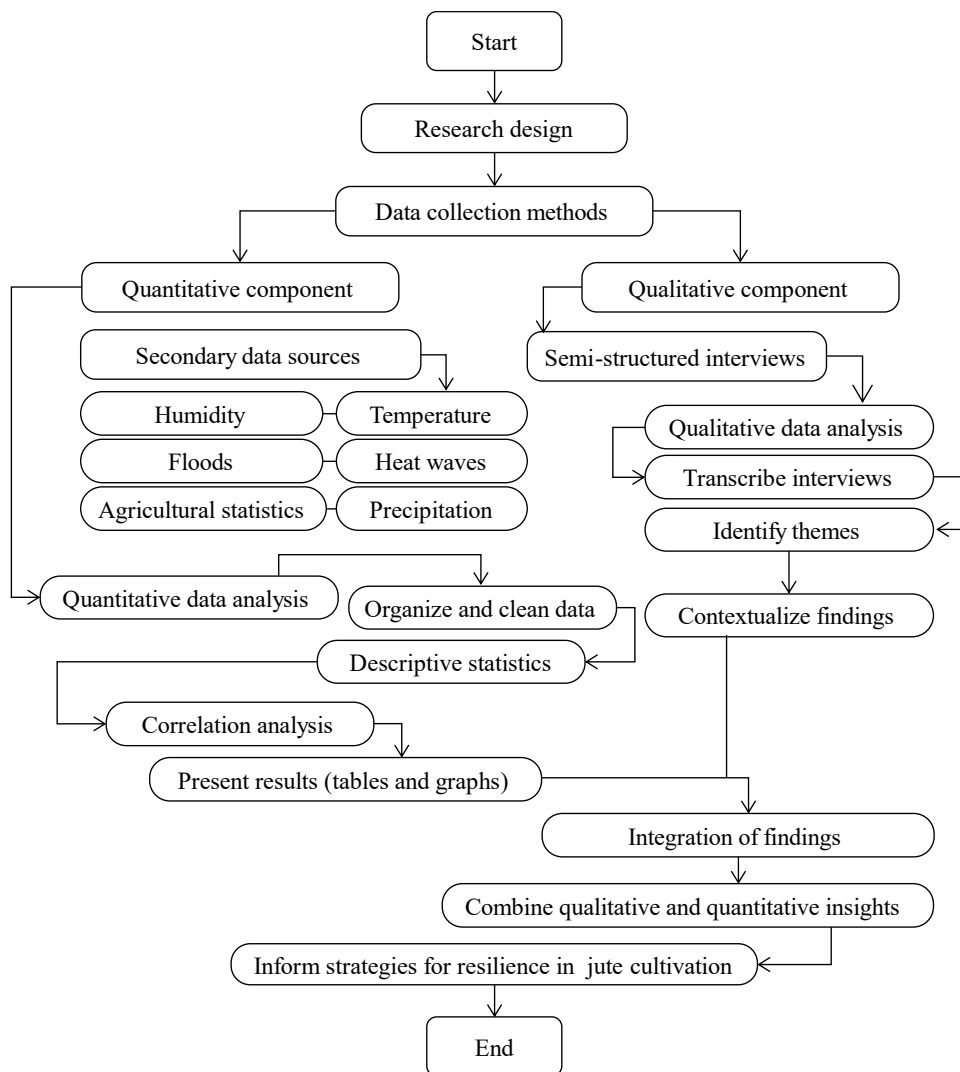 Start
Research design
Data collection methods
Quantitative component
Qualitative component
Secondary data sources
Semi-structured interviews
Humidity
Temperature
Qualitative data analysis
Floods
Heat waves
Transcribe interviews
Agricultural statistics
Precipitation
Identify themes
Quantitative data analysis
Organize and clean data
Contextualize findings
Descriptive statistics
Correlation analysis
Present results (tables and graphs)
Integration of findings
Combine qualitative and quantitative insights
Inform strategies for resilience in jute cultivation
End